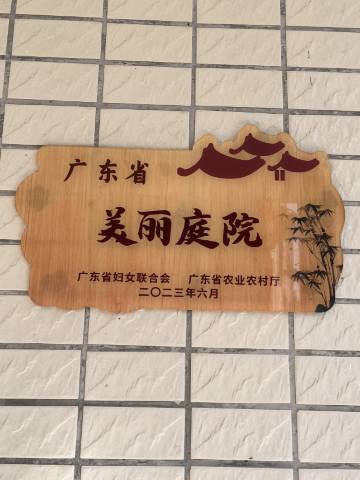 广东省
美丽庭院
广东省妇女联合会 广东省农业农村厅
二〇二三年六月